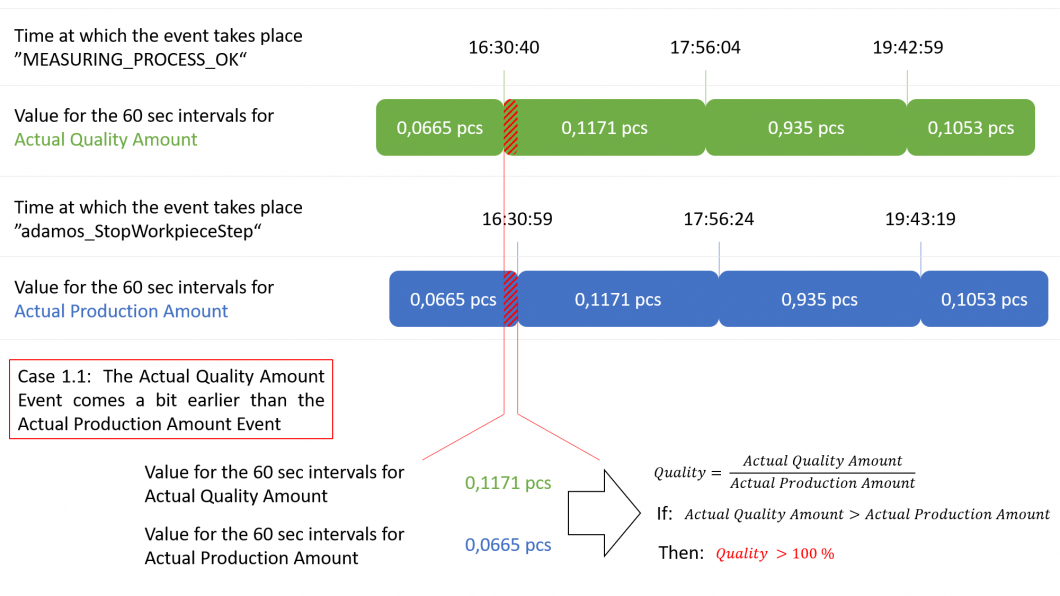 Time at which the event takes place
”MEASURING_PROCESS_OK“
16:30:40
17:56:04
19:42:59
Value for the 60 sec intervals for
Actual Quality Amount
0,0665 pcs
0,1171 pcs
0,935 pcs
0,1053 pcs
Time at which the event takes place
”adamos_StopWorkpieceStep“
16:30:59
17:56:24
19:43:19
Value for the 60 sec intervals for
Actual Production Amount
0,0665 pcs
0,1171 pcs
0,935 pcs
0,1053 pcs
Case 1.1: The Actual Quality Amount
Event comes a bit earlier than the
Actual Production Amount Event
Value for the 60 sec intervals for
Actual Quality Amount
0,1171 pcs
Value for the 60 sec intervals for
Actual Production Amount
0,0665 pcs
Quality = Actual Quality Amount / Actual Production Amount
If: Actual Quality Amount > Actual Production Amount
Then: Quality > 100 %